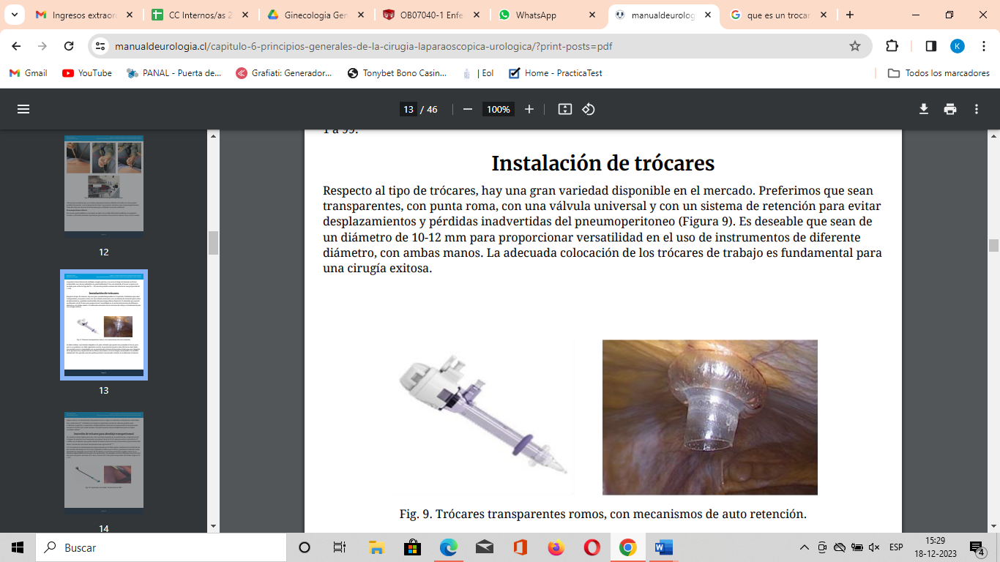 Ingresos extraor
CC Internos/as 2
Ginecologia Gen
OB07040-1 Enfe
WhatsApp
manualdeurolog
que es un trocar
manualdeurologia.cl/capitulo-6-principios-generales-de-la-cirugia-laparaoscopica-urologica/?print-posts=pdf
K
Gmail
YouTube
PANAL - Puerta de...
Grafiati: Generador...
Tonybet Bono Casin...
| Eol
Home - PracticaTest
Todos los marcadores
13 / 46
100%
12
13
14
1 a 99.
Instalación de trócares
Respecto al tipo de trócares, hay una gran variedad disponible en el mercado. Preferimos que sean
transparentes, con punta roma, con una válvula universal y con un sistema de retención para evitar
desplazamientos y pérdidas inadvertidas del pneumoperitoneo (Figura 9). Es deseable que sean de
un diámetro de 10-12 mm para proporcionar versatilidad en el uso de instrumentos de diferente
diámetro, con ambas manos. La adecuada colocación de los trócares de trabajo es fundamental para
una cirugía exitosa.
Fig. 9. Trócares transparentes romos, con mecanismos de auto retención.
Buscar
ESP
15:29
18-12-2023
4